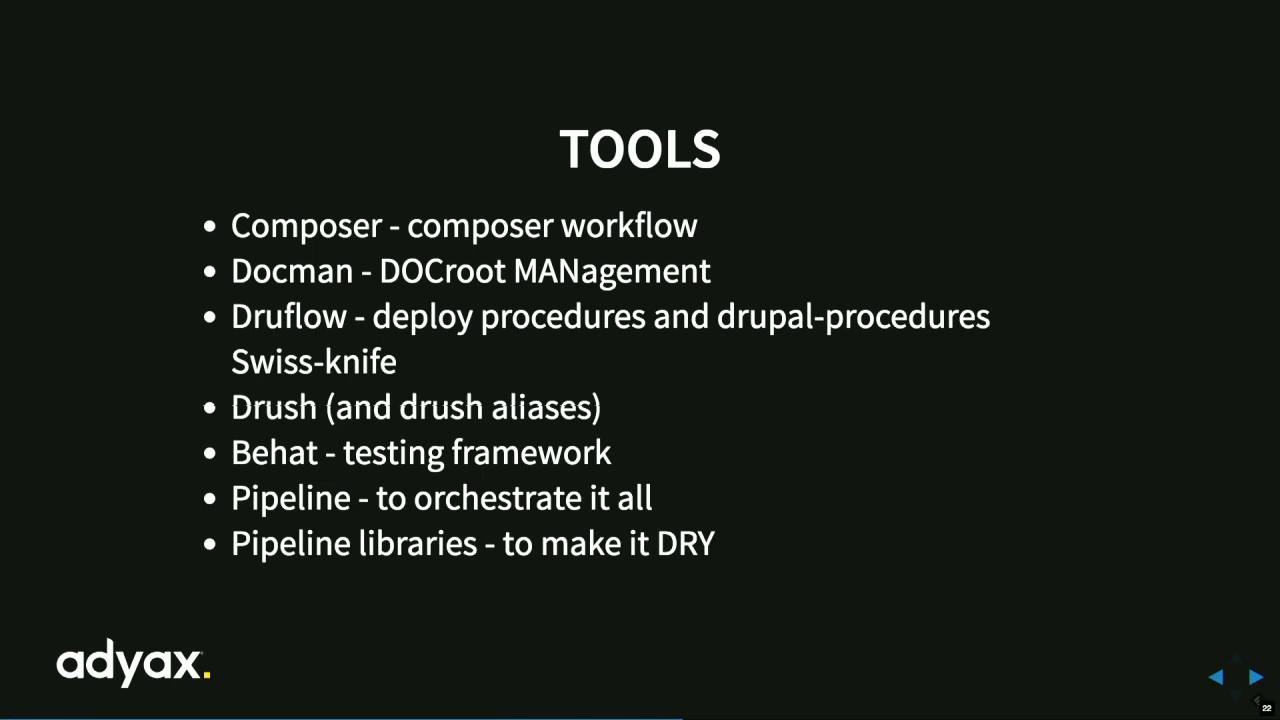 TOOLS
Composer - composer workflow
Docman - DOCroot MANagement
Druflow - deploy procedures and drupal-procedures
Swiss-knife
Drush (and drush aliases)
Behat - testing framework
Pipeline - to orchestrate it all
Pipeline libraries - to make it DRY
adyax.
22